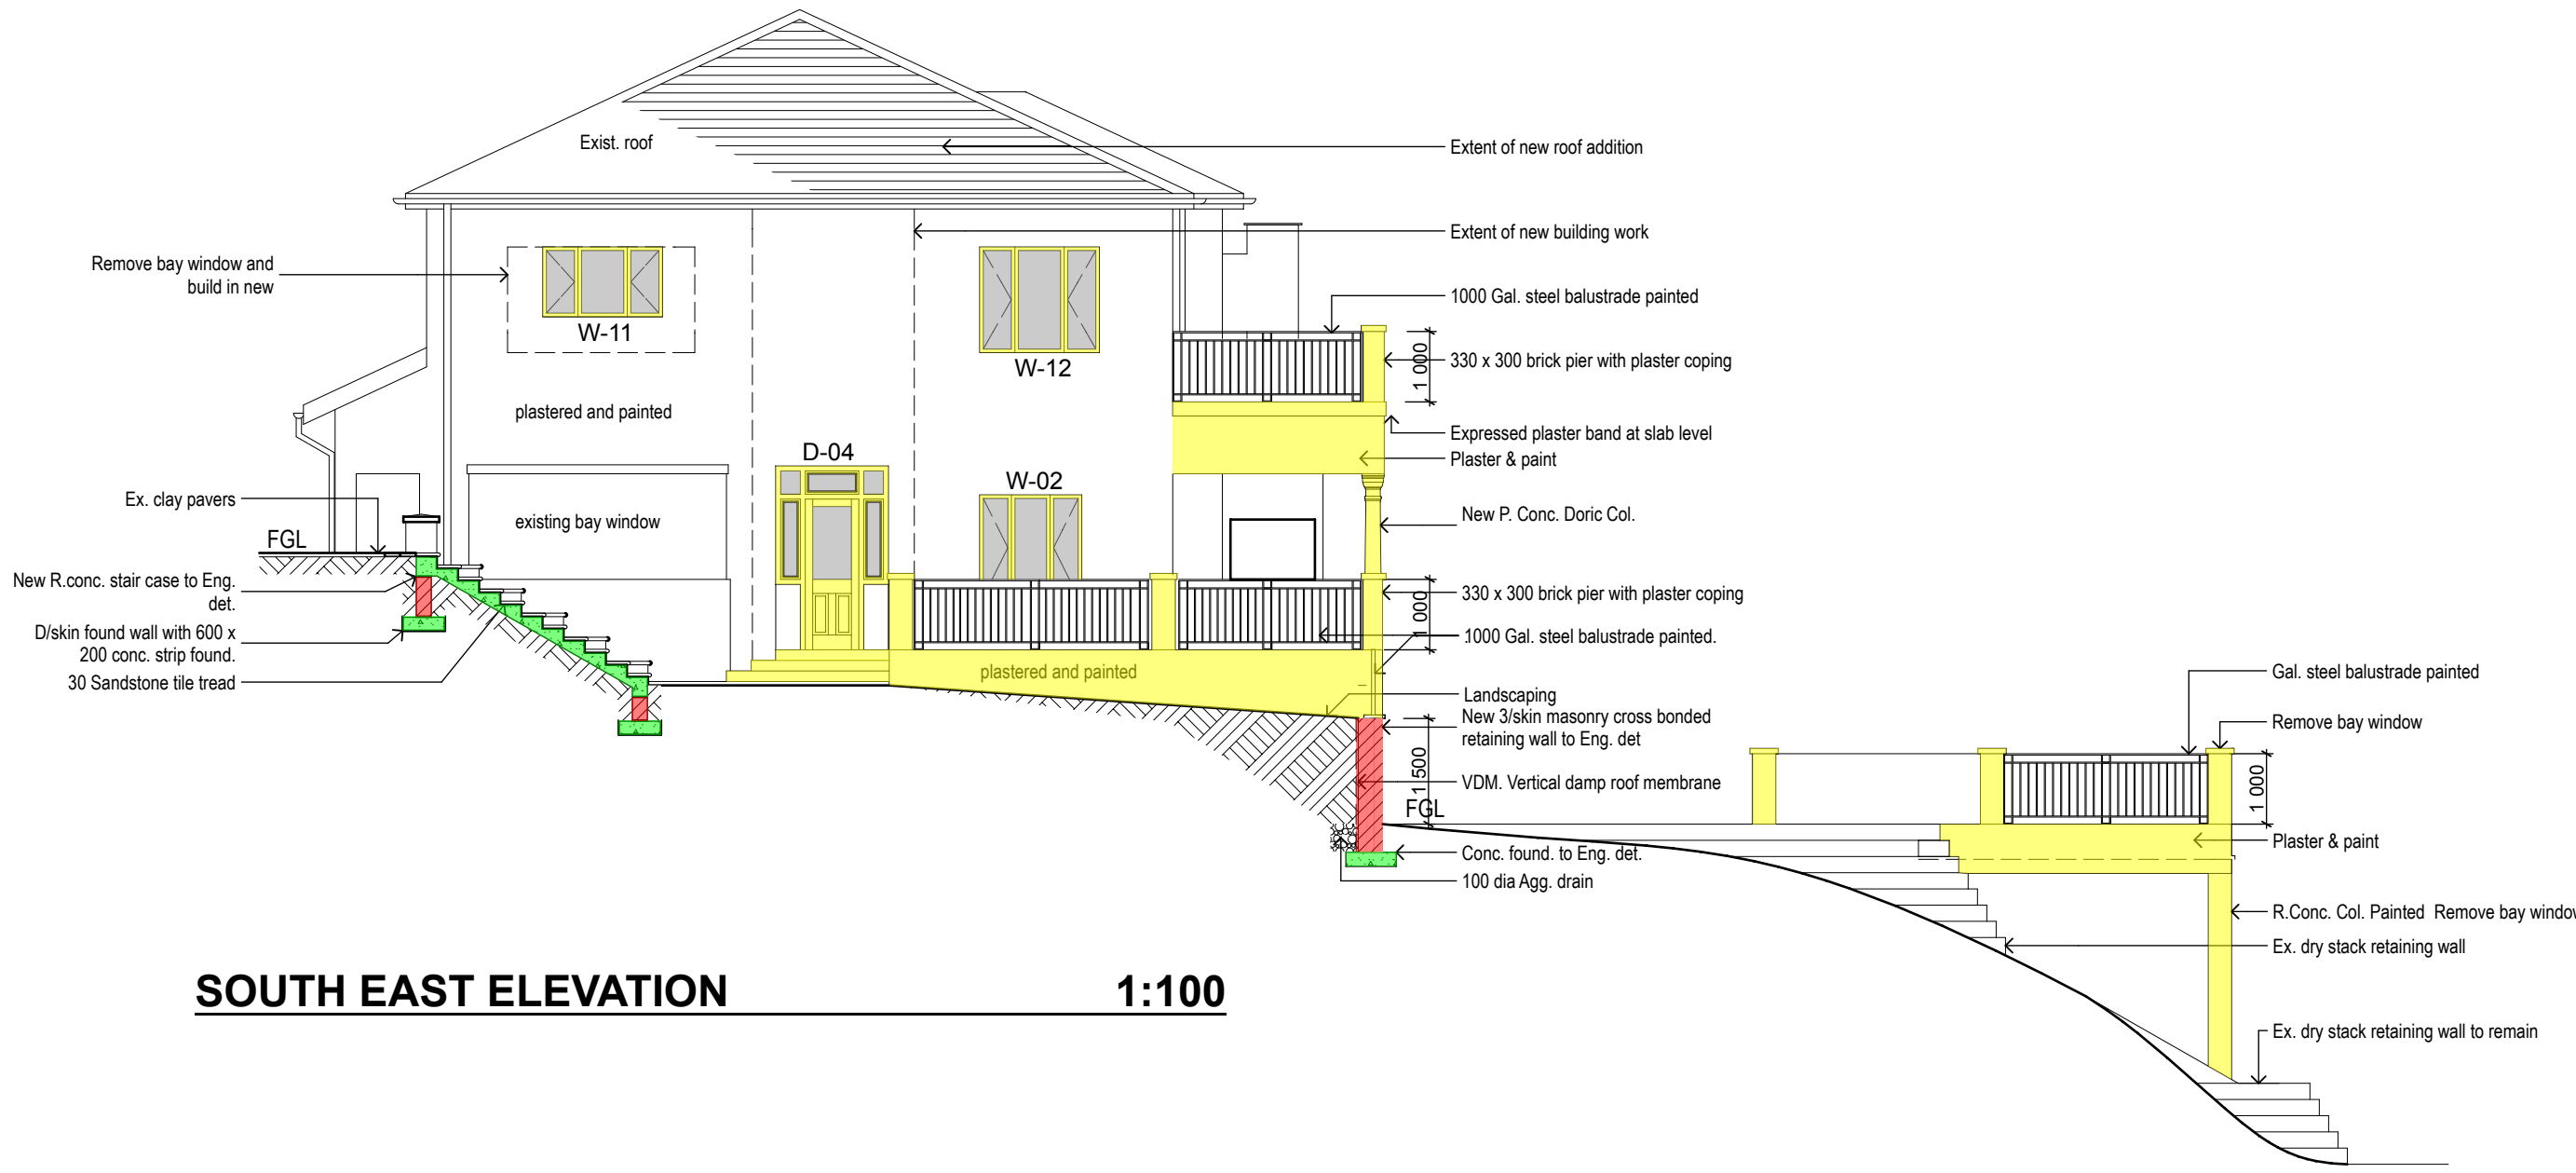 Exist. roof
Extent of new roof addition
Extent of new building work
Remove bay window and
build in new
W-11
W-12
1000 Gal. steel balustrade painted
1 000
330 x 300 brick pier with plaster coping
plastered and painted
Expressed plaster band at slab level
Plaster & paint
D-04
W-02
Ex. clay pavers
existing bay window
New P. Conc. Doric Col.
FGL
New R.conc. stair case to Eng.
det.
330 x 300 brick pier with plaster coping
1 000
D/skin found wall with 600 x
200 conc. strip found.
1000 Gal. steel balustrade painted.
30 Sandstone tile tread
plastered and painted
Landscaping
New 3/skin masonry cross bonded
retaining wall to Eng. det
1 500
VDM. Vertical damp roof membrane
FGL
Conc. found. to Eng. det.
100 dia Agg. drain
Gal. steel balustrade painted
Remove bay window
1 000
Plaster & paint
R.Conc. Col. Painted Remove bay window
Ex. dry stack retaining wall
Ex. dry stack retaining wall to remain
SOUTH EAST ELEVATION 1:100